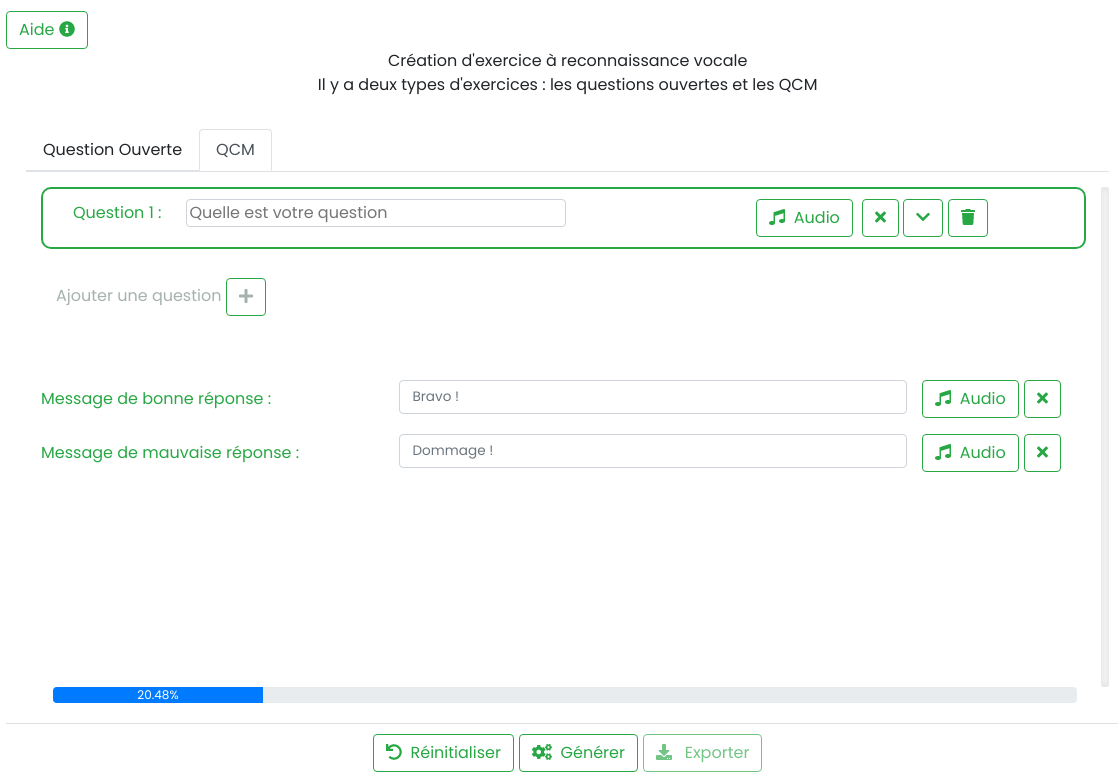 Aide
Création d'exercice à reconnaissance vocale
Il y a deux types d'exercices : les questions ouvertes et les QCM
Question Ouverte QCM
Question 1 : Quelle est votre question Audio
Ajouter une question
Message de bonne réponse : Bravo ! Audio
Message de mauvaise réponse : Dommage ! Audio
20.48%
Réinitialiser Générer Exporter